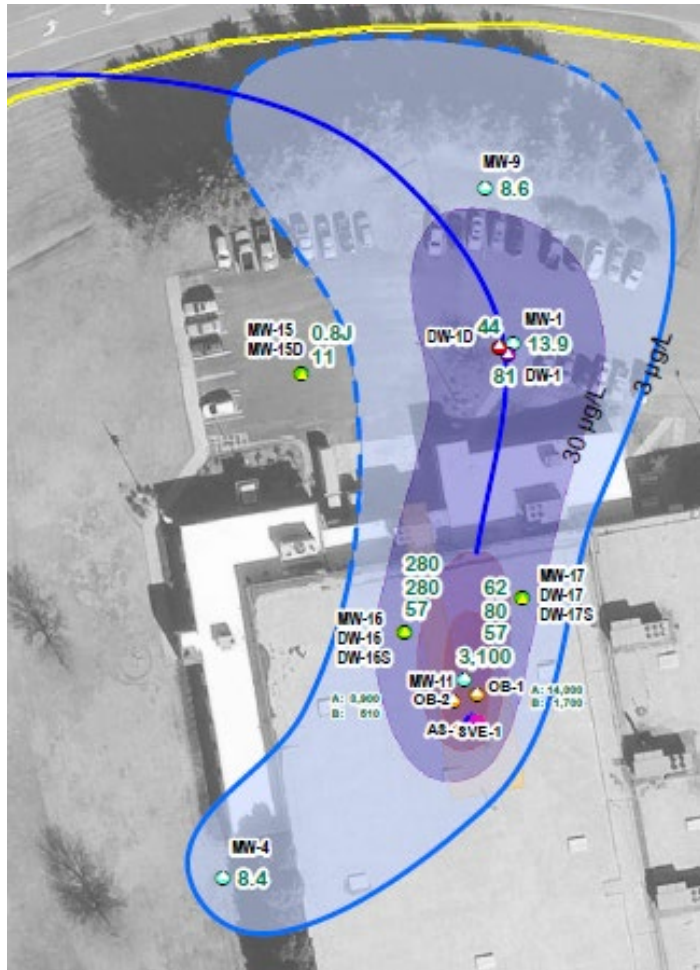 MW-9
8.6
MW-15
MW-15D
0.8J
11
44
MW-1
DW-1D
13.9
81
DW-1
3 µg/L
30 µg/L
280
280
57
62
80
57
MW-17
DW-17
DW-17S
MW-16
DW-16
DW-16S
3,100
MW-11
OB-1
OB-2
A:
B:
A: 14,000
B: 1,700
AS-
SVE-1
MW-4
8.4